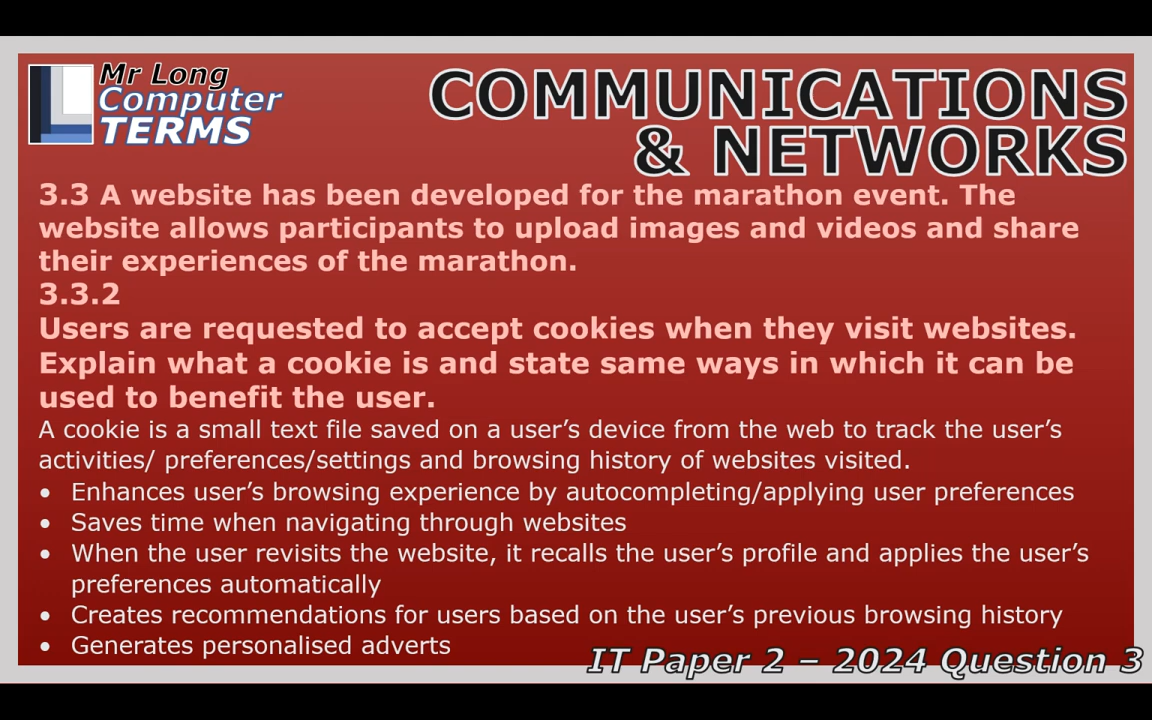 Mr Long
Computer
TERMS
COMMUNICATIONS
& NETWORKS
3.3 A website has been developed for the marathon event. The
website allows participants to upload images and videos and share
their experiences of the marathon.
3.3.2
Users are requested to accept cookies when they visit websites.
Explain what a cookie is and state same ways in which it can be
used to benefit the user.
A cookie is a small text file saved on a user’s device from the web to track the user’s
activities/ preferences/settings and browsing history of websites visited.
• Enhances user’s browsing experience by autocompleting/applying user preferences
• Saves time when navigating through websites
• When the user revisits the website, it recalls the user’s profile and applies the user’s
preferences automatically
• Creates recommendations for users based on the user’s previous browsing history
• Generates personalised adverts
IT Paper 2 – 2024 Question 3